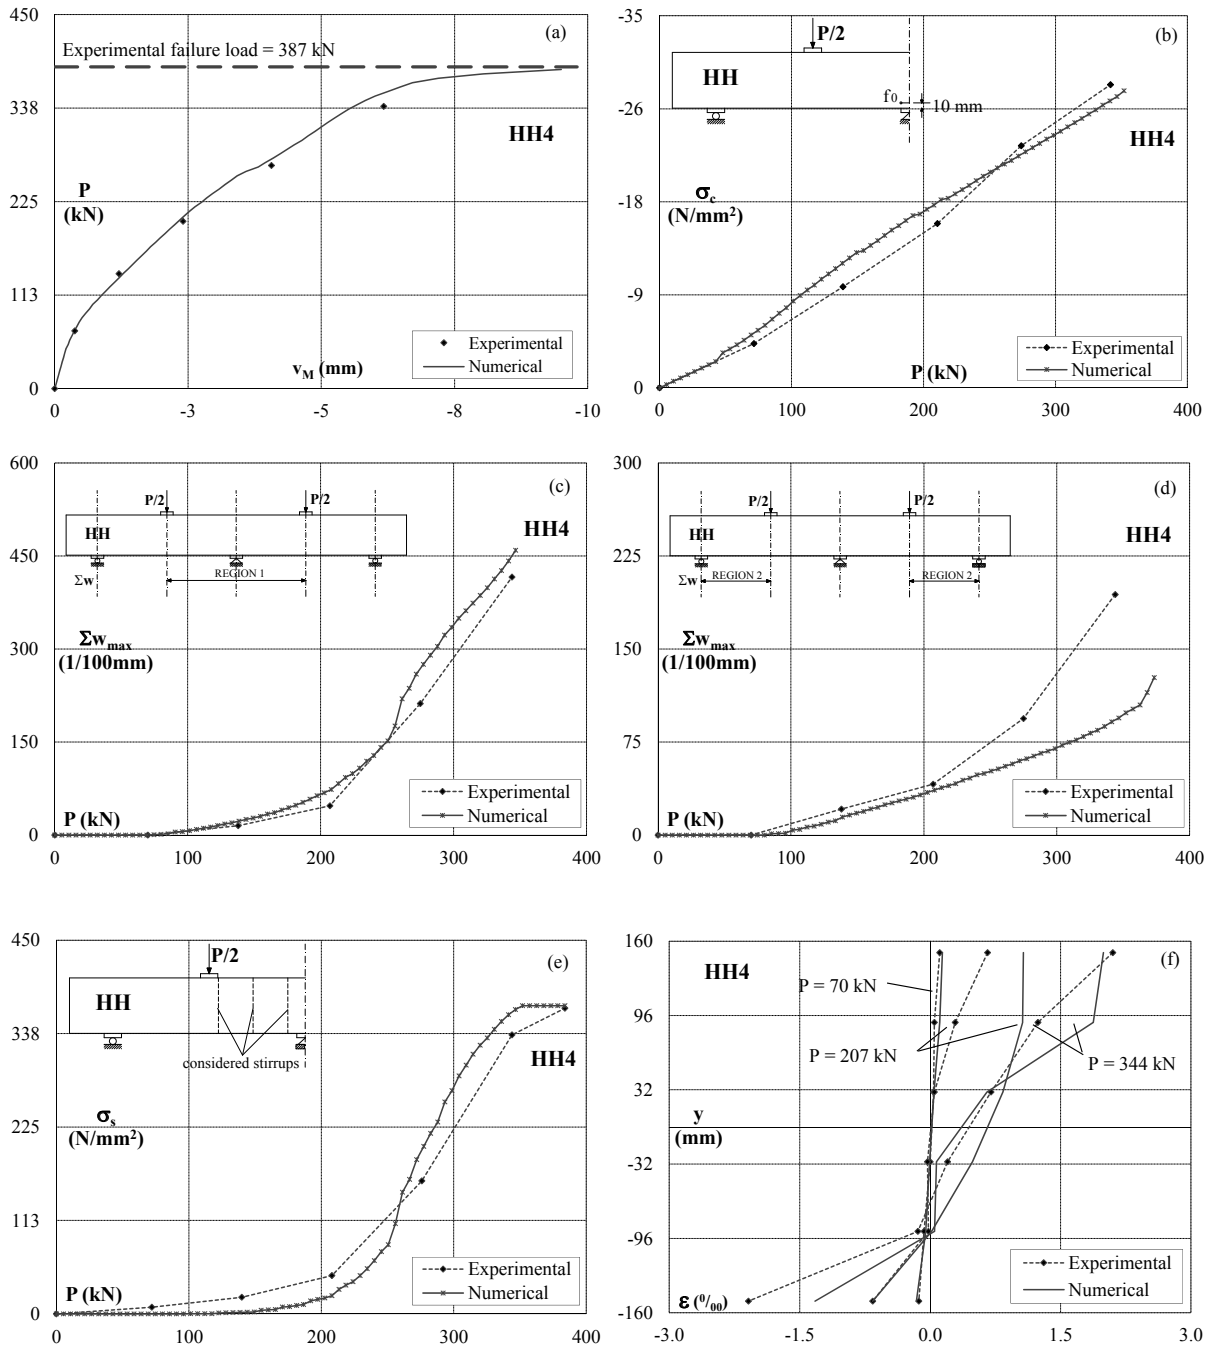 450
(a)
Experimental failure load = 387 kN
338
HH4
P
(kN)
225
113
Experimental
Numerical
v_M (mm)
0
0
-3
-5
-8
-10
-35
P/2
(b)
HH
f0
10 mm
-26
HH4
σc
(N/mm²)
-18
-9
Experimental
Numerical
P (kN)
0
0
100
200
300
400
600
(c)
P/2
P/2
HH4
HH
450
Σw
REGION 1
Σwmax
(1/100mm)
300
150
Experimental
Numerical
P (kN)
0
0
100
200
300
400
300
(d)
P/2
P/2
HH4
HH
225
Σw
REGION 2
REGION 2
Σwmax
(1/100mm)
150
75
Experimental
Numerical
P (kN)
0
0
100
200
300
400
450
P/2
(e)
HH
338
considered stirrups
HH4
σs
(N/mm²)
225
113
Experimental
Numerical
P (kN)
0
0
100
200
300
400
160
HH4
(f)
P = 70 kN
96
P = 207 kN
P = 344 kN
32
y
(mm)
-32
-96
Experimental
Numerical
ε (⁰/₀₀)
-160
-3.0
-1.5
0.0
1.5
3.0